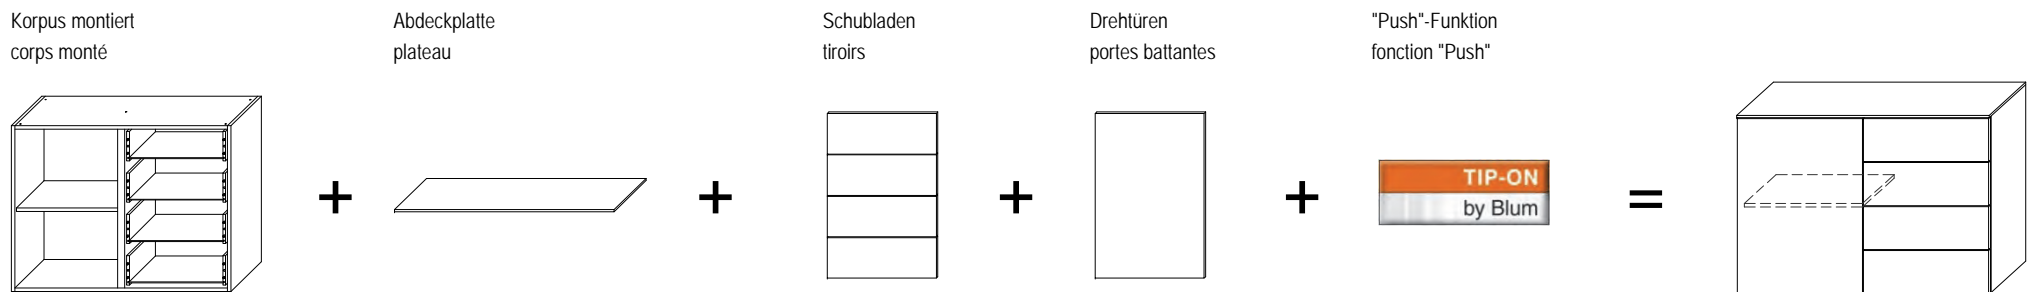 Korpus montiert
corps monté
Abdeckplatte
plateau
Schubladen
tiroirs
Drehtüren
portes battantes
"Push"-Funktion
fonction "Push"
+
+
+
+
=
TIP-ON
by Blum